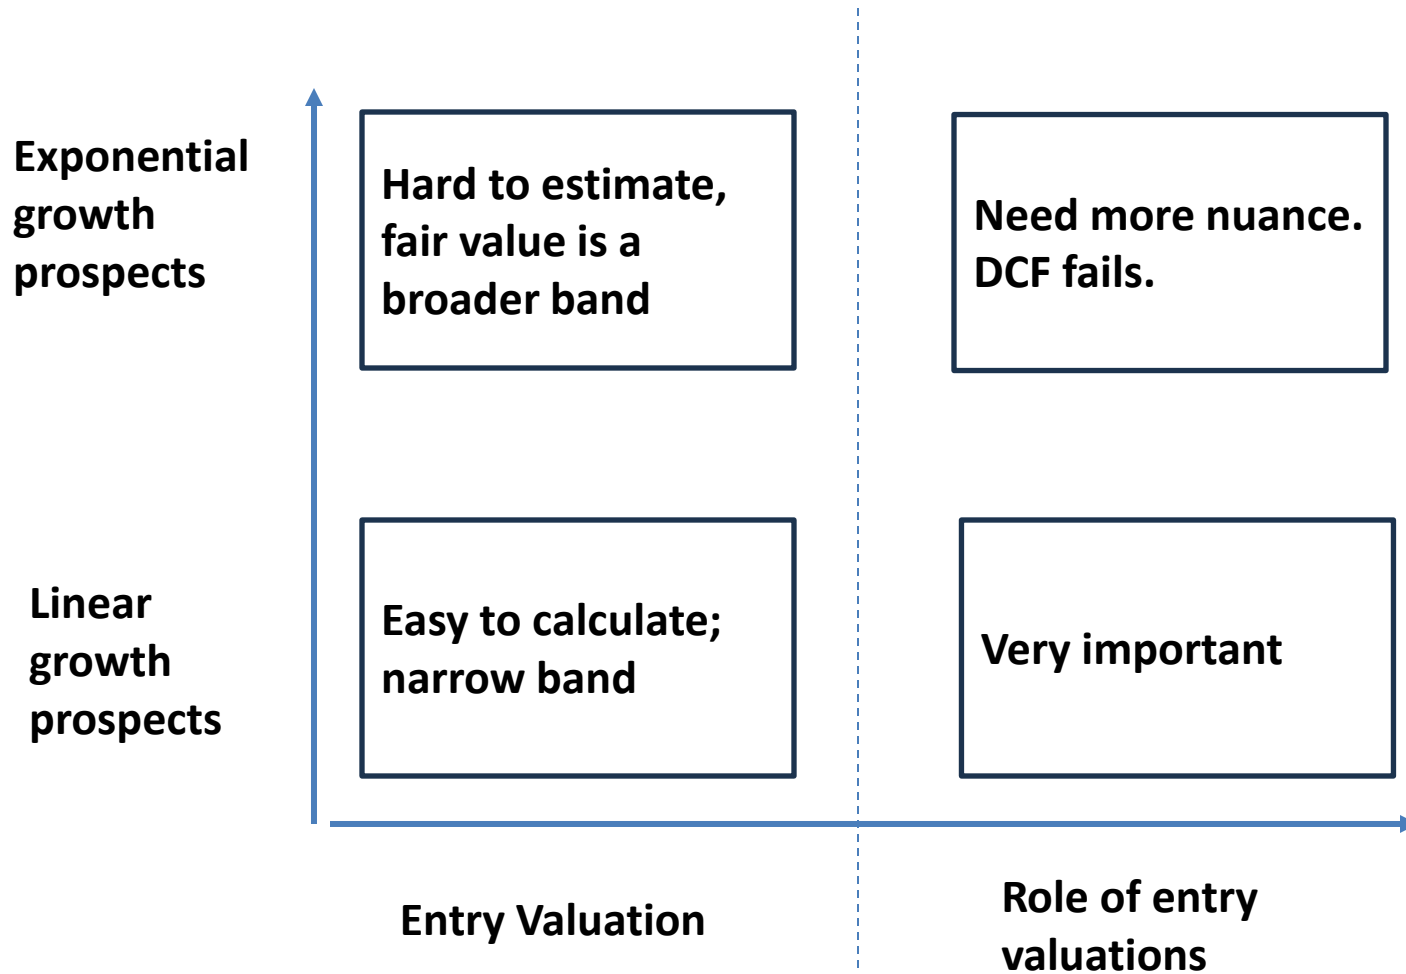 Exponential
growth
prospects
Hard to estimate,
fair value is a
broader band
Need more nuance.
DCF fails.
Linear
growth
prospects
Easy to calculate;
narrow band
Very important
Entry Valuation
Role of entry
valuations